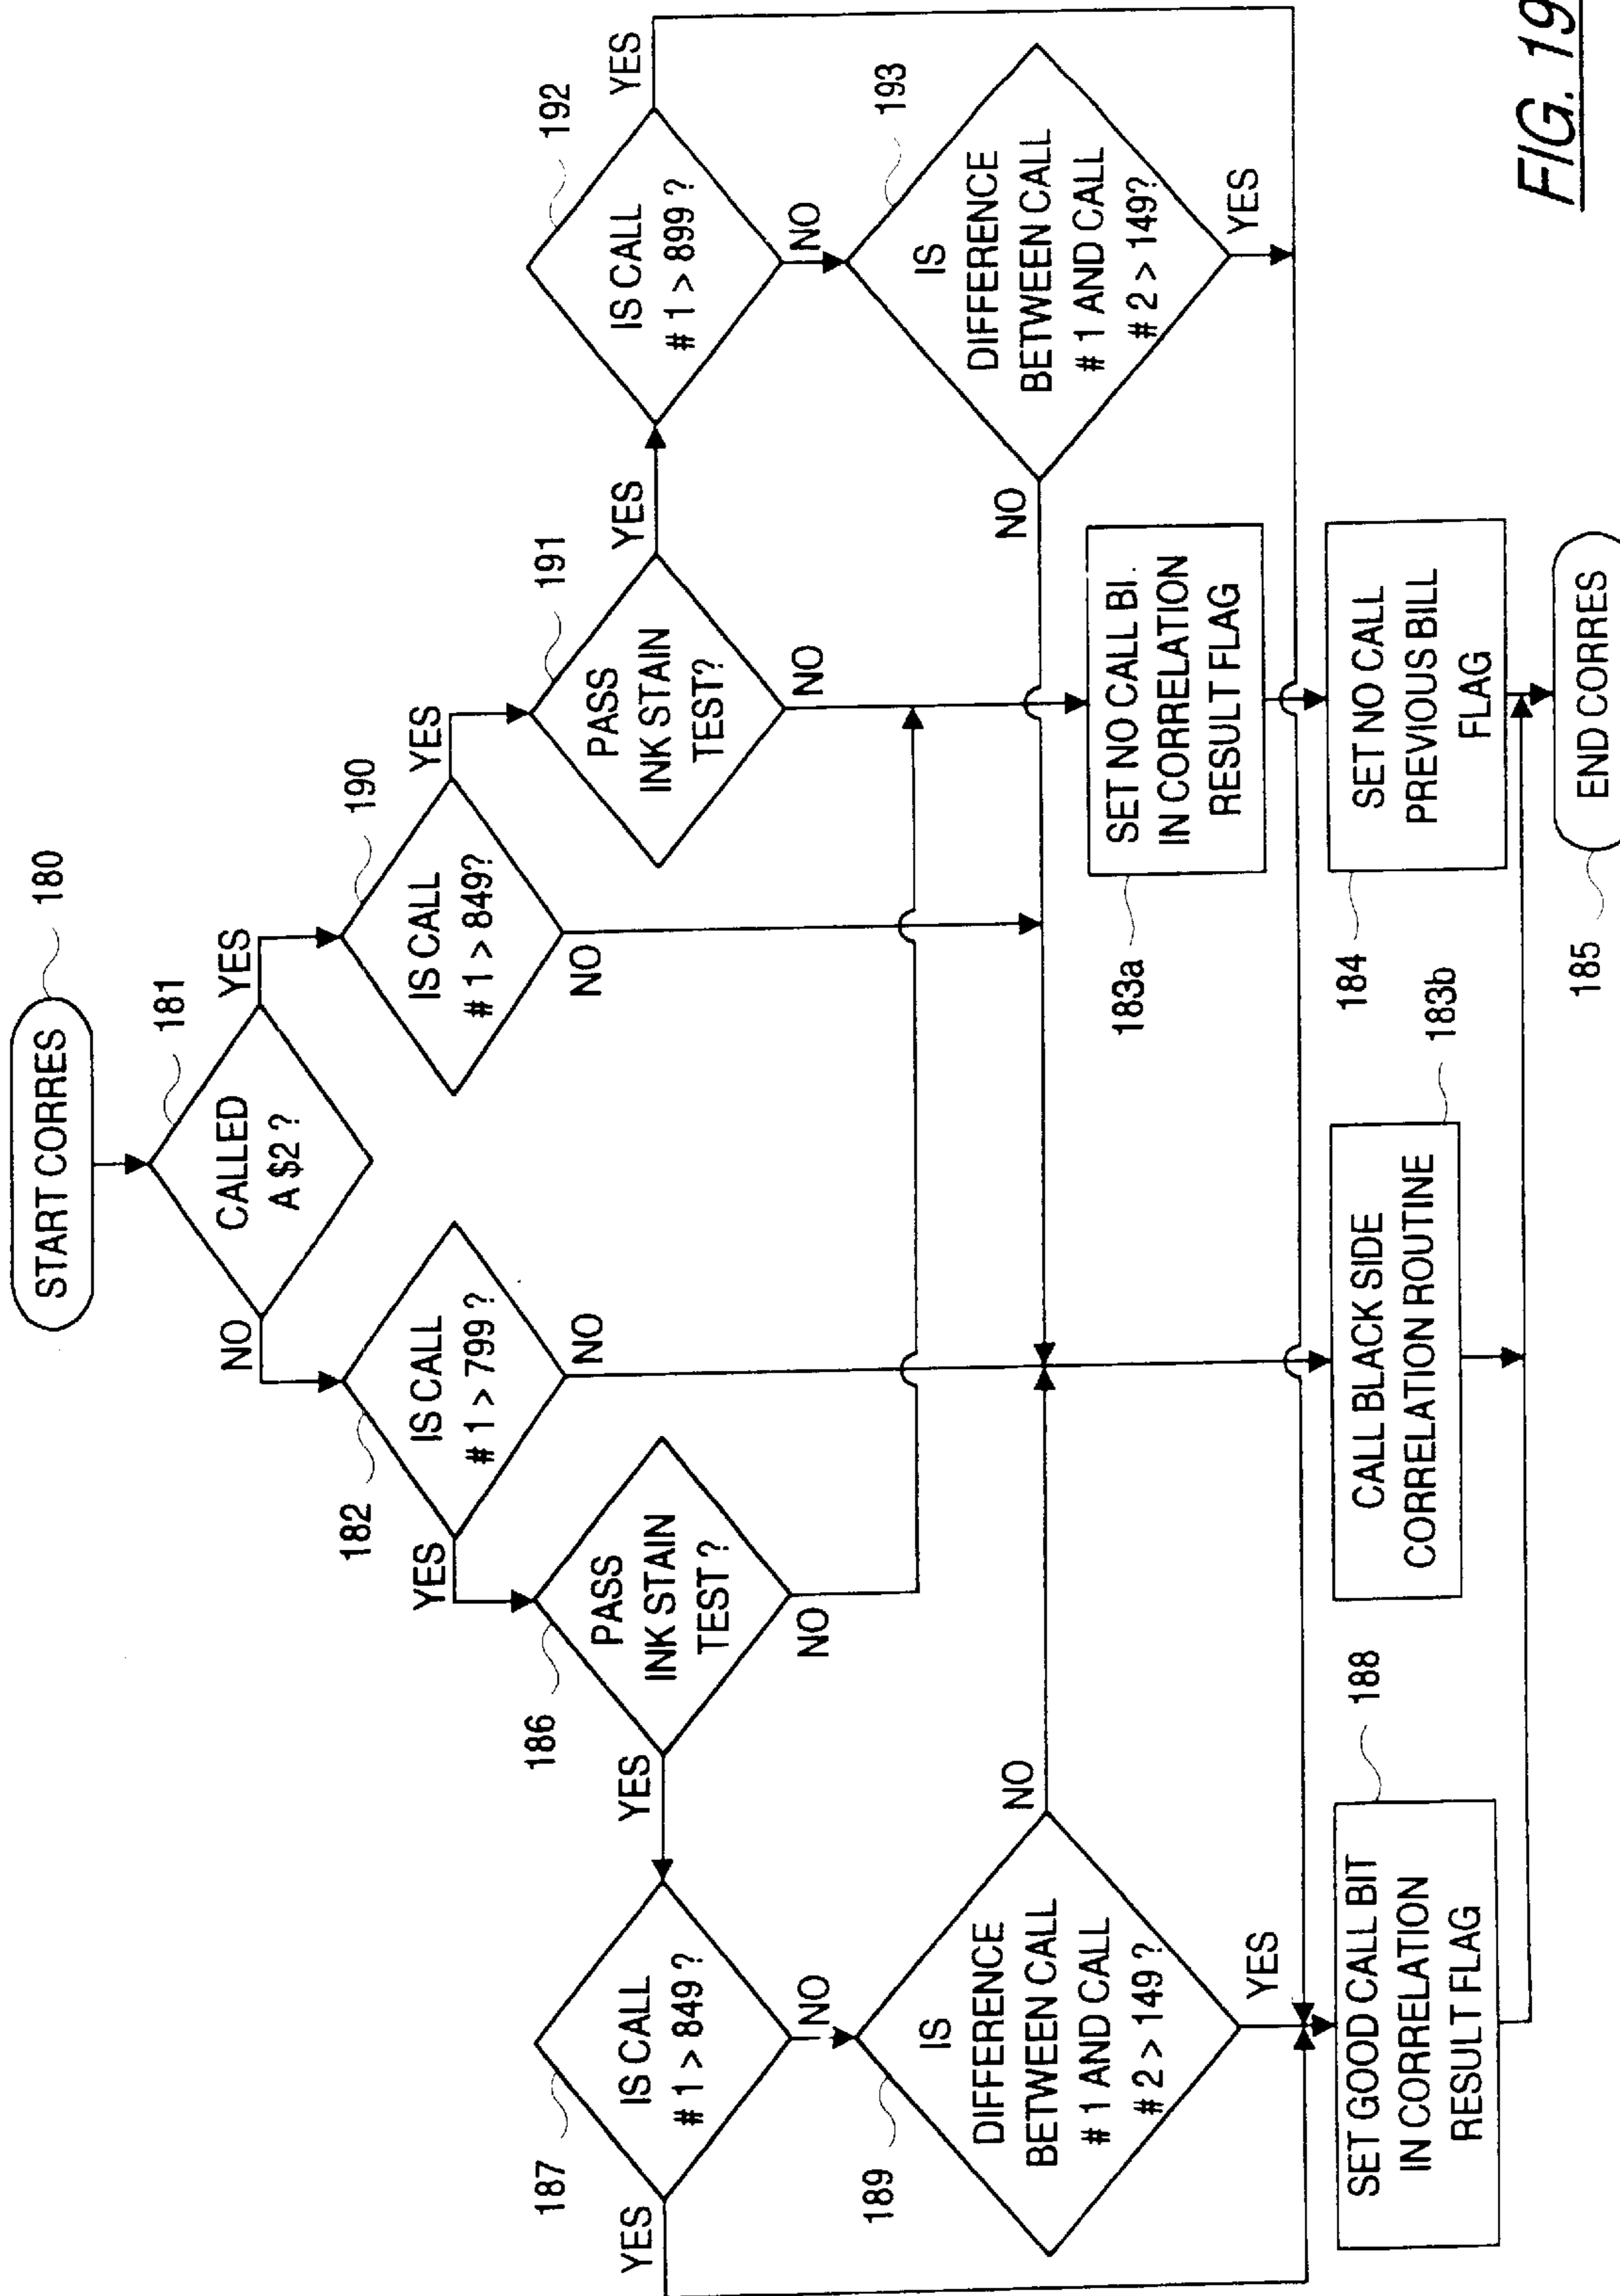 START CORRES
180
CALLED
A $2 ?
181
NO
YES
IS CALL
# 1 > 799 ?
182
YES
NO
IS CALL
# 1 > 849?
190
YES
NO
PASS
INK STAIN
TEST ?
186
YES
NO
PASS
INK STAIN
TEST?
191
YES
NO
IS CALL
# 1 > 849 ?
187
YES
NO
IS CALL
# 1 > 899 ?
192
YES
NO
IS
DIFFERENCE
BETWEEN CALL
# 1 AND CALL
# 2 > 149 ?
189
NO
YES
IS
DIFFERENCE
BETWEEN CALL
# 1 AND CALL
# 2 > 149?
193
NO
YES
SET NO CALL BI.
IN CORRELATION
RESULT FLAG
183a
SET GOOD CALL BIT
IN CORRELATION
RESULT FLAG
188
CALL BLACK SIDE
CORRELATION ROUTINE
183b
SET NO CALL
PREVIOUS BILL
FLAG
184
END CORRES
185
FIG. 19